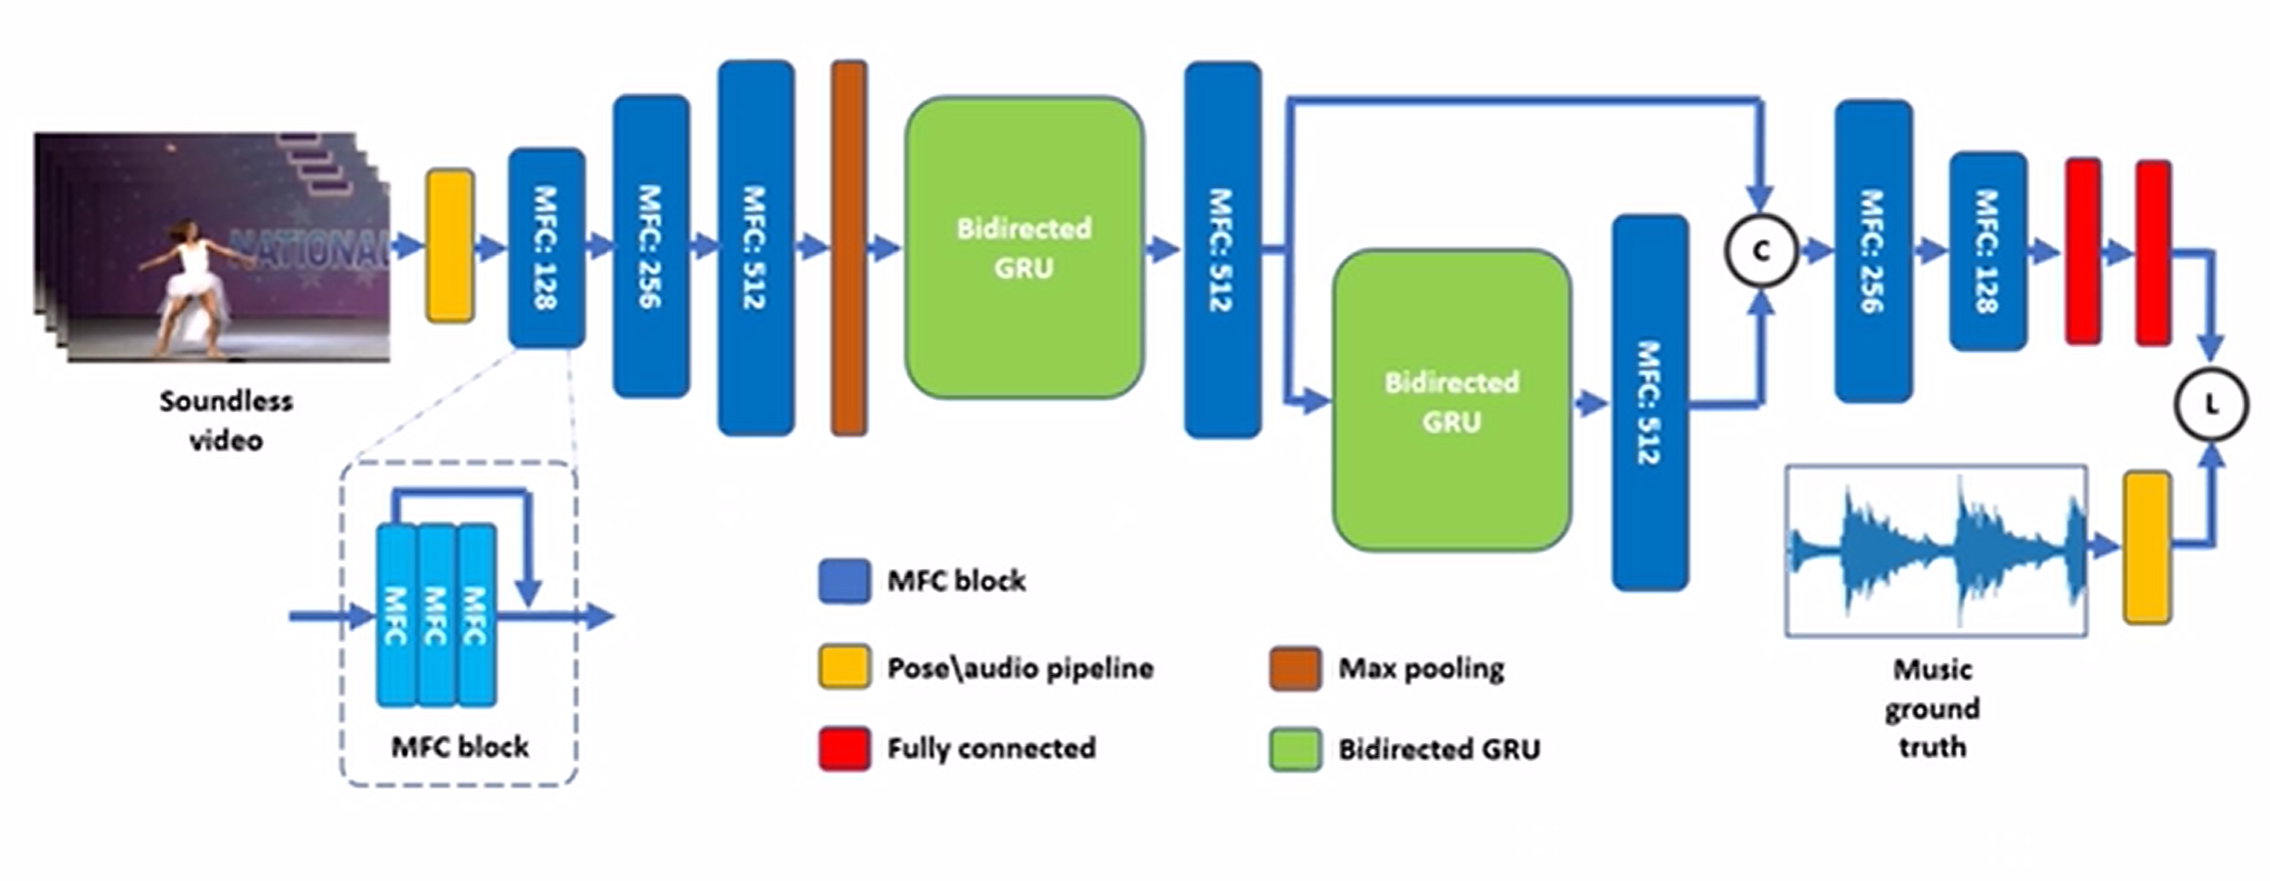 NATIONAL
Soundless
video
MFC: 128
MFC: 256
MFC: 512
Bidirected
GRU
MFC: 512
Bidirected
GRU
MFC: 512
C
MFC: 256
MFC: 128
L
MFC
MFC
MFC
MFC block
MFC block
Pose\audio pipeline
Fully connected
Max pooling
Bidirected GRU
Music
ground
truth